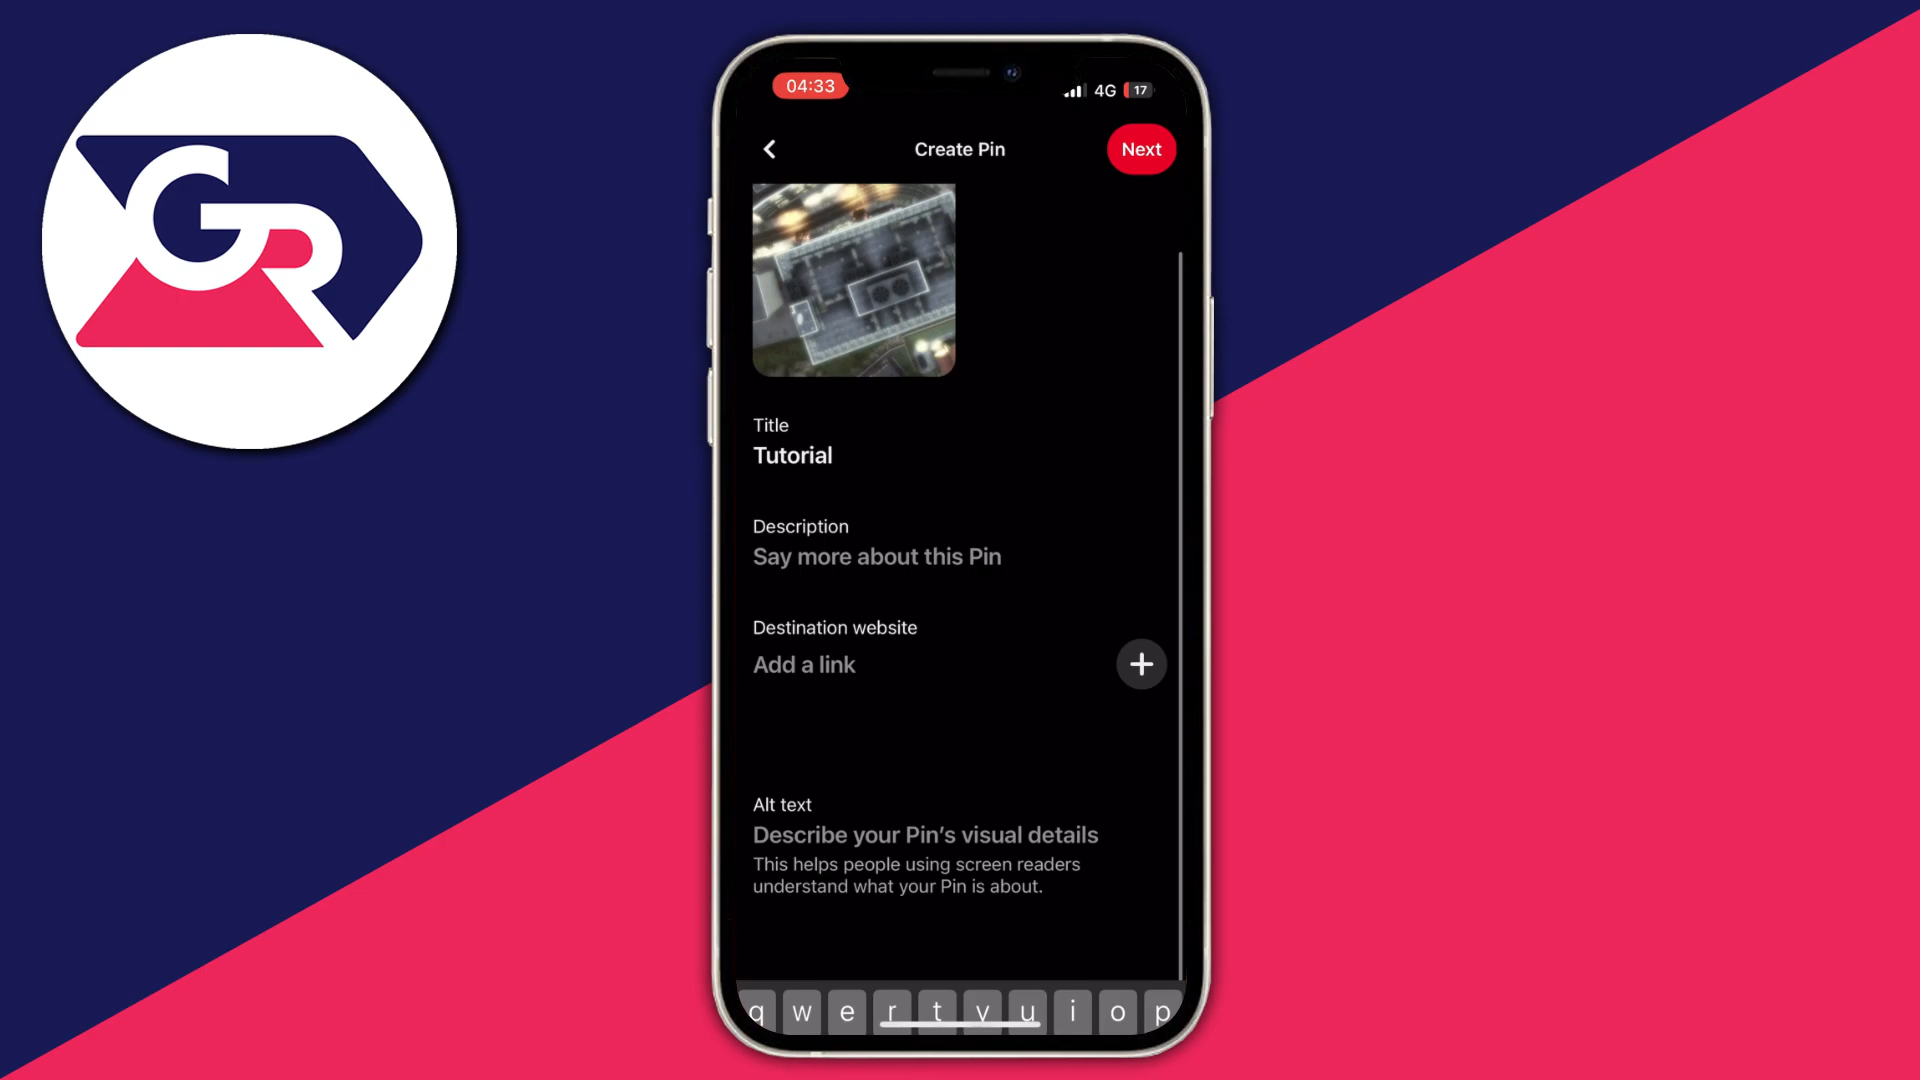 GR
04:33
4G 17
Create Pin
Next
Title
Tutorial
Description
Say more about this Pin
Destination website
Add a link
Alt text
Describe your Pin’s visual details
This helps people using screen readers
understand what your Pin is about.
q w e r t y u i o p